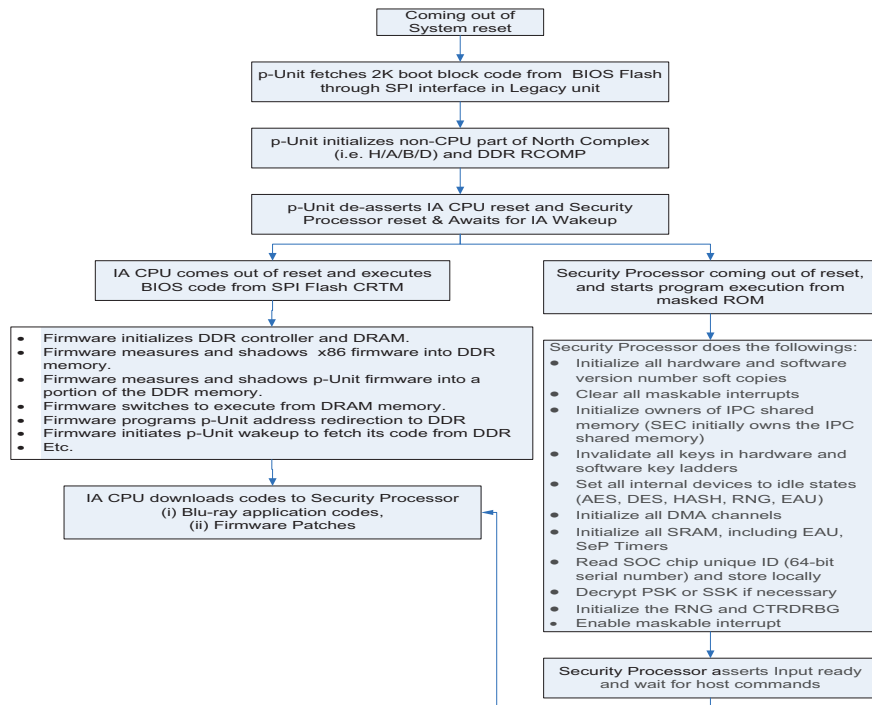 Coming out of
System reset
p-Unit fetches 2K boot block code from BIOS Flash
through SPI interface in Legacy unit
p-Unit initializes non-CPU part of North Complex
(i.e. H/A/B/D) and DDR RCOMP
p-Unit de-asserts IA CPU reset and Security
Processor reset & Awaits for IA Wakeup
IA CPU comes out of reset and executes
BIOS code from SPI Flash CRTM
• Firmware initializes DDR controller and DRAM.
• Firmware measures and shadows x86 firmware into DDR
memory.
• Firmware measures and shadows p-Unit firmware into a
portion of the DDR memory.
• Firmware switches to execute from DRAM memory.
• Firmware programs p-Unit address redirection to DDR
• Firmware initiates p-Unit wakeup to fetch its code from DDR
• Etc.
IA CPU downloads codes to Security Processor
(i) Blu-ray application codes,
(ii) Firmware Patches
Security Processor coming out of reset,
and starts program execution from
masked ROM
Security Processor does the followings:
• Initialize all hardware and software
version number soft copies
• Clear all maskable interrupts
• Initialize owners of IPC shared
memory (SEC initially owns the IPC
shared memory)
• Invalidate all keys in hardware and
software key ladders
• Set all internal devices to idle states
(AES, DES, HASH, RNG, EAU)
• Initialize all DMA channels
• Initialize all SRAM, including EAU,
SeP Timers
• Read SOC chip unique ID (64-bit
serial number) and store locally
• Decrypt PSK or SSK if necessary
• Initialize the RNG and CTRDRBG
• Enable maskable interrupt
Security Processor asserts Input ready
and wait for host commands